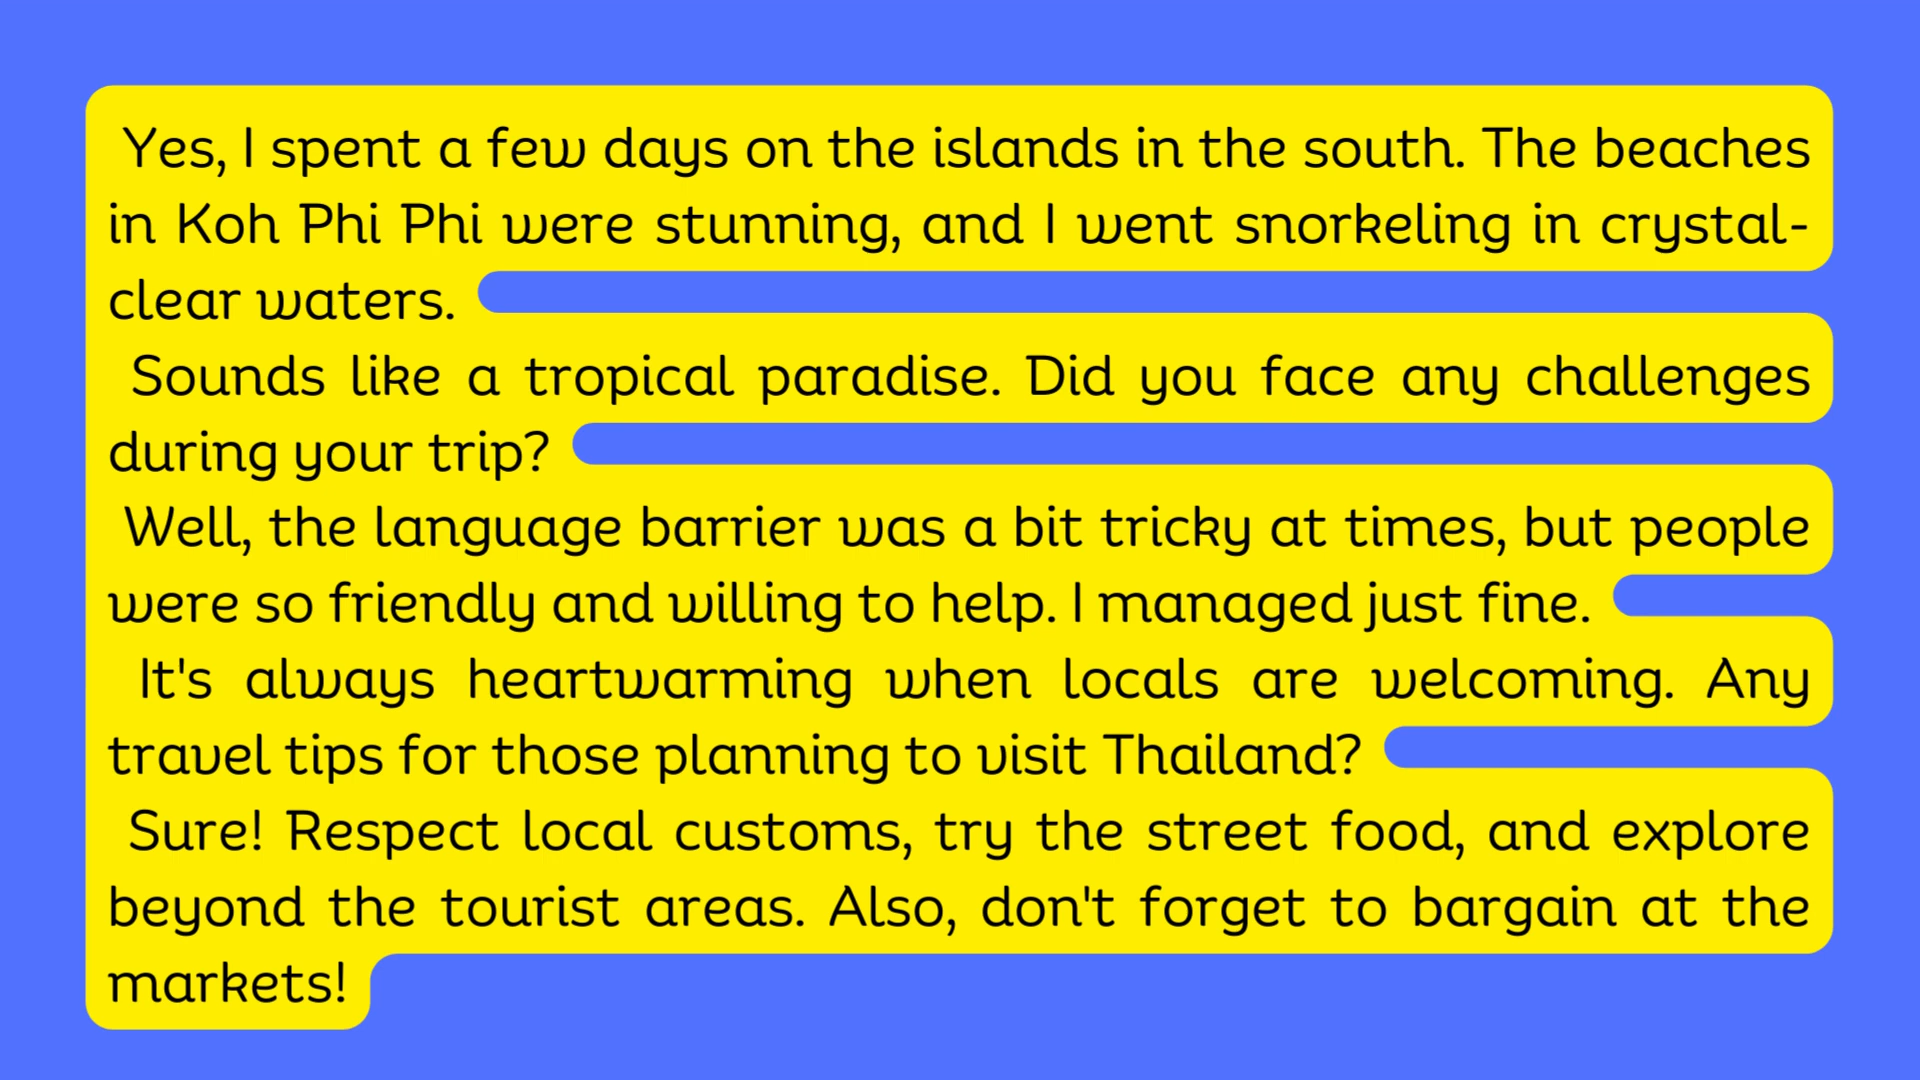 Yes, I spent a few days on the islands in the south. The beaches
in Koh Phi Phi were stunning, and I went snorkeling in crystal-
clear waters.
Sounds like a tropical paradise. Did you face any challenges
during your trip?
Well, the language barrier was a bit tricky at times, but people
were so friendly and willing to help. I managed just fine.
It's always heartwarming when locals are welcoming. Any
travel tips for those planning to visit Thailand?
Sure! Respect local customs, try the street food, and explore
beyond the tourist areas. Also, don't forget to bargain at the
markets!